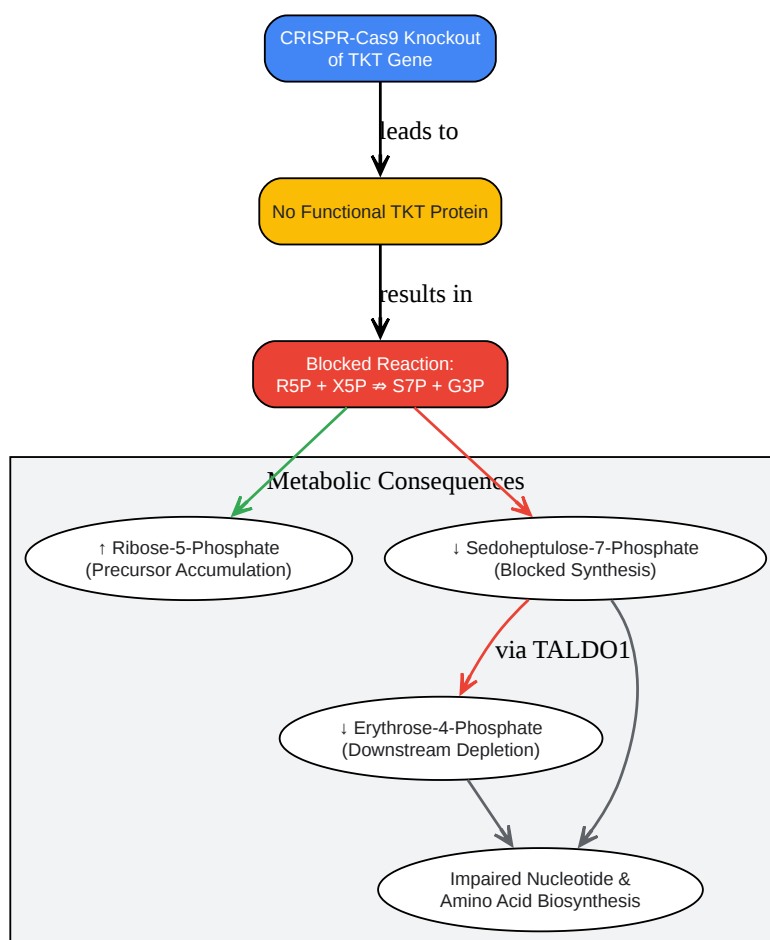 CRISPR-Cas9 Knockout
of TKT Gene
leads to
No Functional TKT Protein
results in
Blocked Reaction:
R5P + X5P ⇏ S7P + G3P
Metabolic Consequences
↑ Ribose-5-Phosphate
(Precursor Accumulation)
↓ Sedoheptulose-7-Phosphate
(Blocked Synthesis)
via TALDO1
↓ Erythrose-4-Phosphate
(Downstream Depletion)
Impaired Nucleotide &
Amino Acid Biosynthesis